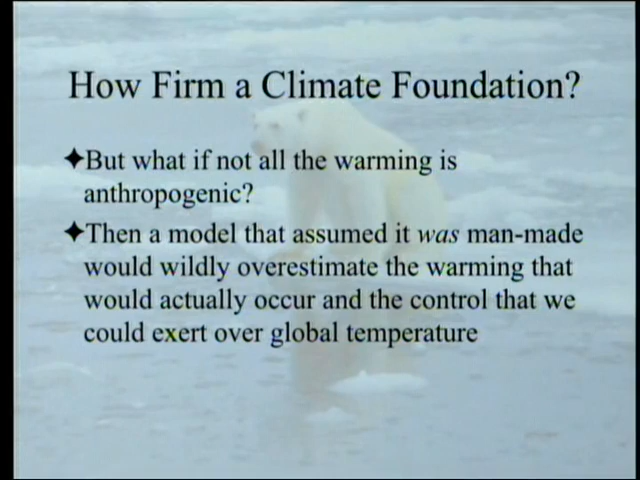 How Firm a Climate Foundation?
✦But what if not all the warming is
anthropogenic?
✦Then a model that assumed it was man-made
would wildly overestimate the warming that
would actually occur and the control that we
could exert over global temperature